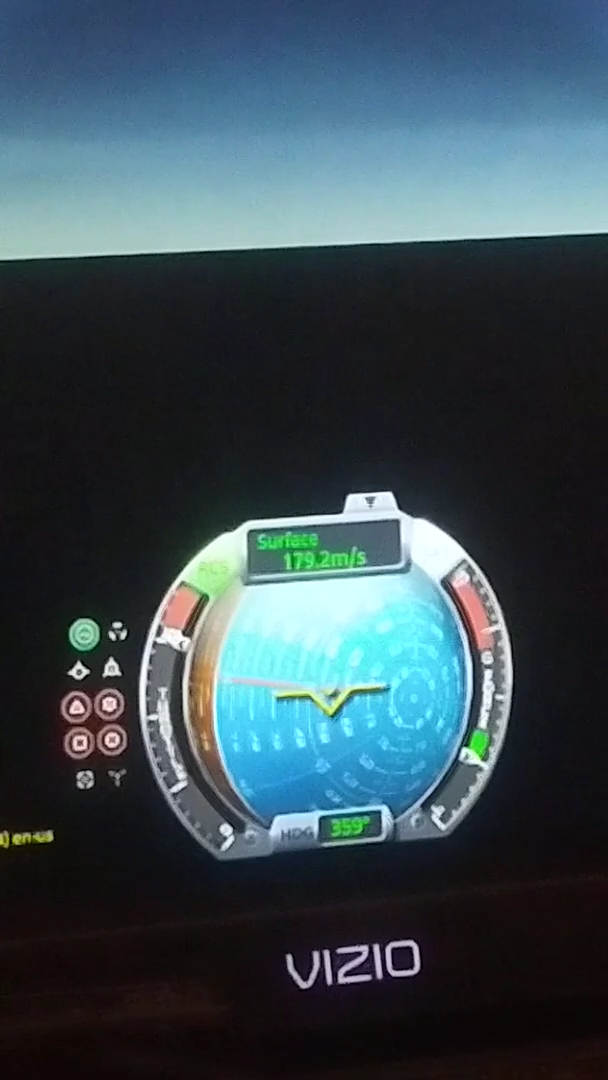 Surface
179.2m/s
RCS
) en-us
HDG 359°
VIZIO